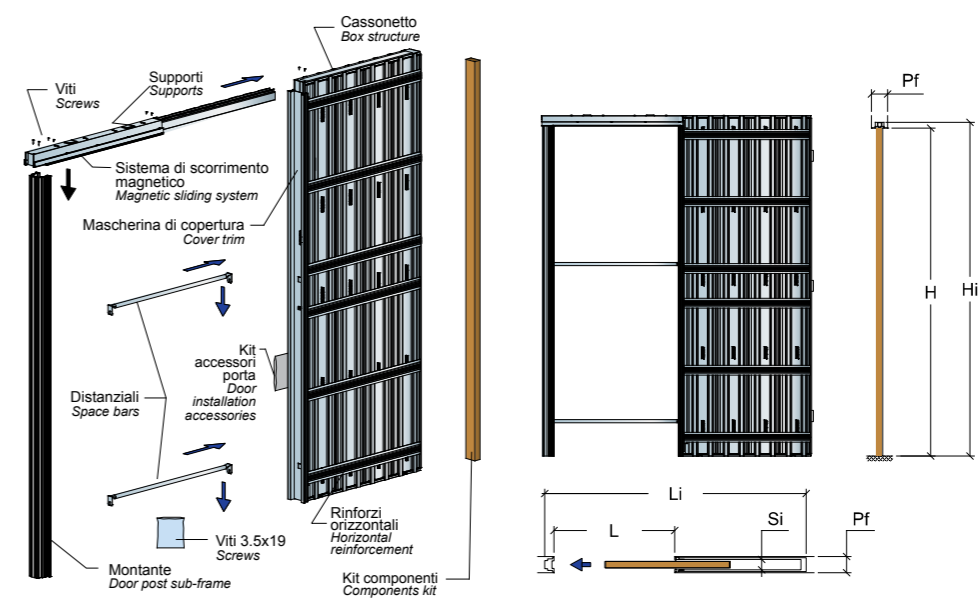 Cassonetto
Box structure
Supporti
Supports
Viti
Screws
Sistema di scorrimento
magnetico
Magnetic sliding system
Mascherina di copertura
Cover trim
Kit
accessori
porta
Door
installation
accessories
Distanziali
Space bars
Viti 3.5x19
Screws
Montante
Door post sub-frame
Rinforzi
orizzontali
Horizontal
reinforcement
Kit componenti
Components kit
Pf
H
Hi
Li
L
Si
Pf